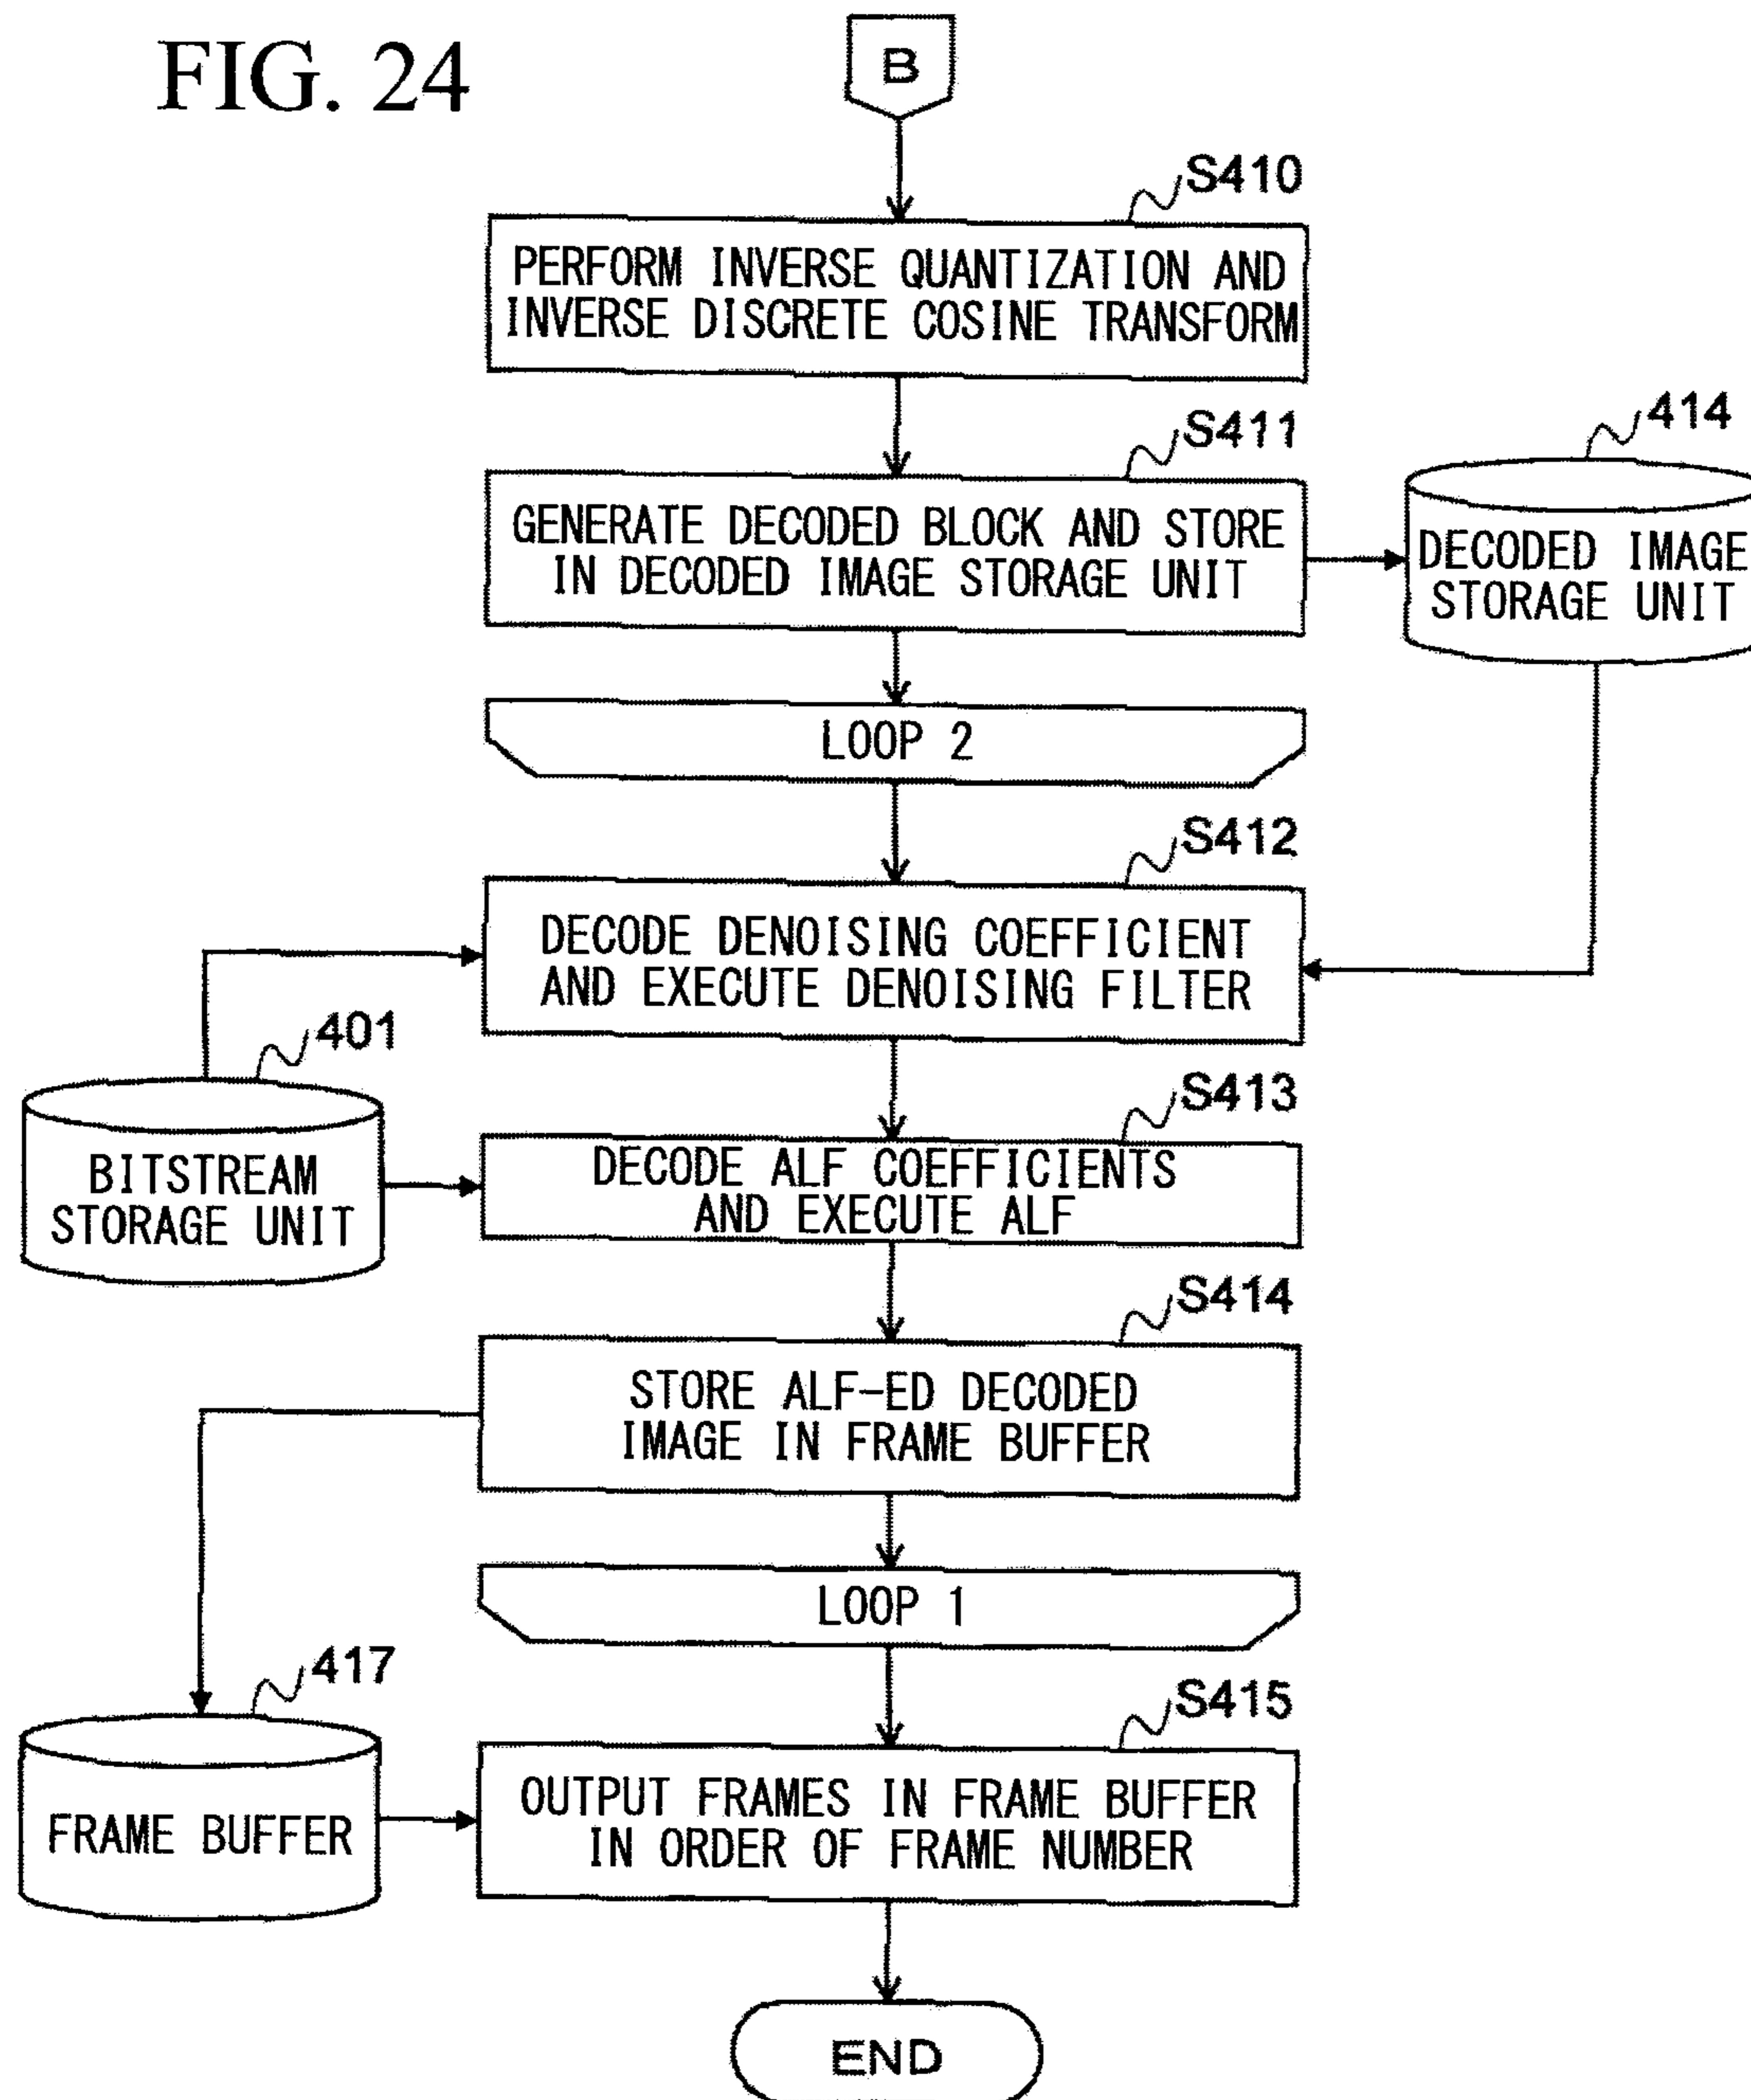 FIG. 24
B
S410
PERFORM INVERSE QUANTIZATION AND
INVERSE DISCRETE COSINE TRANSFORM
S411
GENERATE DECODED BLOCK AND STORE
IN DECODED IMAGE STORAGE UNIT
414
DECODED IMAGE
STORAGE UNIT
LOOP 2
S412
DECODE DENOISING COEFFICIENT
AND EXECUTE DENOISING FILTER
401
BITSTREAM
STORAGE UNIT
S413
DECODE ALF COEFFICIENTS
AND EXECUTE ALF
S414
STORE ALF-ED DECODED
IMAGE IN FRAME BUFFER
LOOP 1
417
FRAME BUFFER
S415
OUTPUT FRAMES IN FRAME BUFFER
IN ORDER OF FRAME NUMBER
END